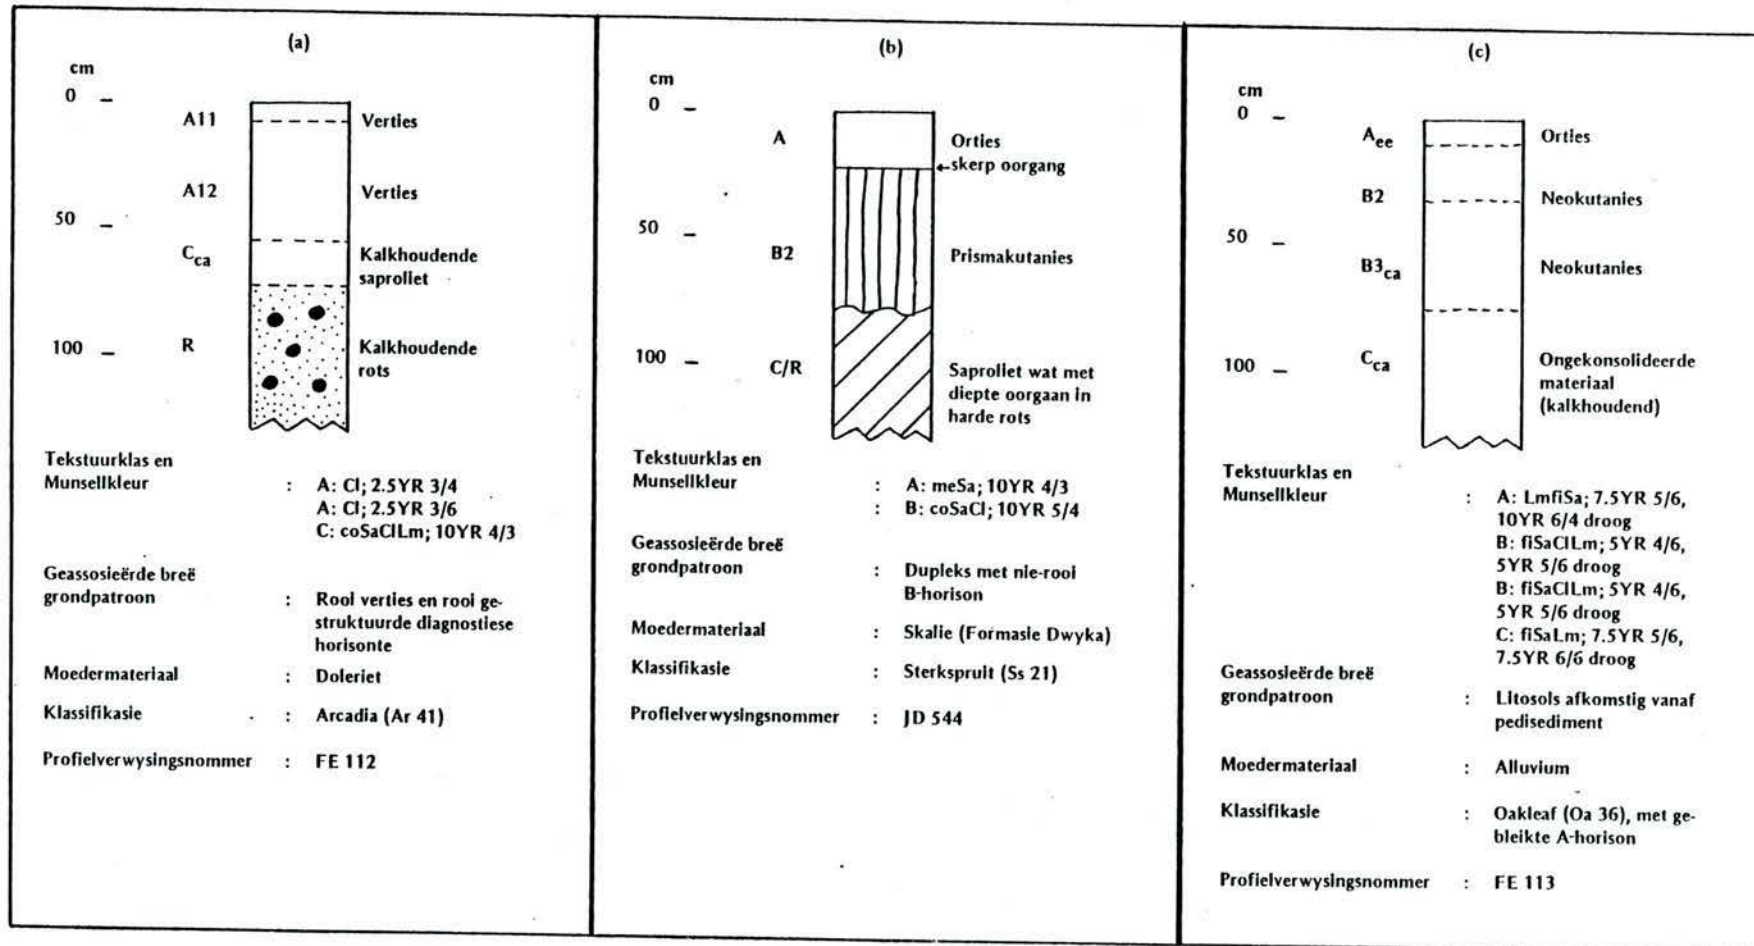 (a)
cm
0
A11 Verties
A12 Verties
50
Cca Kalkhoudende
saproliet
100 R Kalkhoudende
rots
Tekstuurklas en
Munsellkleur : A: Cl; 2.5YR 3/4
A: Cl; 2.5YR 3/6
C: coSaClLm; 10YR 4/3
Geassosieërde breë
grondpatroon : Rooi verties en rooi ge-
struktuurde diagnostiese
horisonte
Moedermateriaal : Doleriet
Klassifikasie : Arcadia (Ar 41)
Profielverwysingsnommer : FE 112
(b)
cm
0
A Orties
skerp oorgang
50
B2 Prismakutanies
100 C/R Saproliet wat met
diepte oorgaan in
harde rots
Tekstuurklas en
Munsellkleur : A: meSa; 10YR 4/3
: B: coSaCl; 10YR 5/4
Geassosieërde breë
grondpatroon : Dupleks met nie-rooi
B-horison
Moedermateriaal : Skalie (Formasie Dwyka)
Klassifikasie : Sterkspruit (Ss 21)
Profielverwysingsnommer : JD 544
(c)
cm
0
Aee Orties
B2 Neokutanies
50
B3ca Neokutanies
100 Cca Ongekonsolideerde
materiaal
(kalkhoudend)
Tekstuurklas en
Munsellkleur : A: LmfiSa; 7.5YR 5/6,
10YR 6/4 droog
B: fiSaClLm; 5YR 4/6,
5YR 5/6 droog
B: fiSaClLm; 5YR 4/6,
5YR 5/6 droog
C: fiSaLm; 7.5YR 5/6,
7.5YR 6/6 droog
Geassosieërde breë
grondpatroon : Litosols afkomstig vanaf
pedisediment
Moedermateriaal : Alluvium
Klassifikasie : Oakleaf (Oa 36), met ge-
bleikte A-horison
Profielverwysingsnommer : FE 113